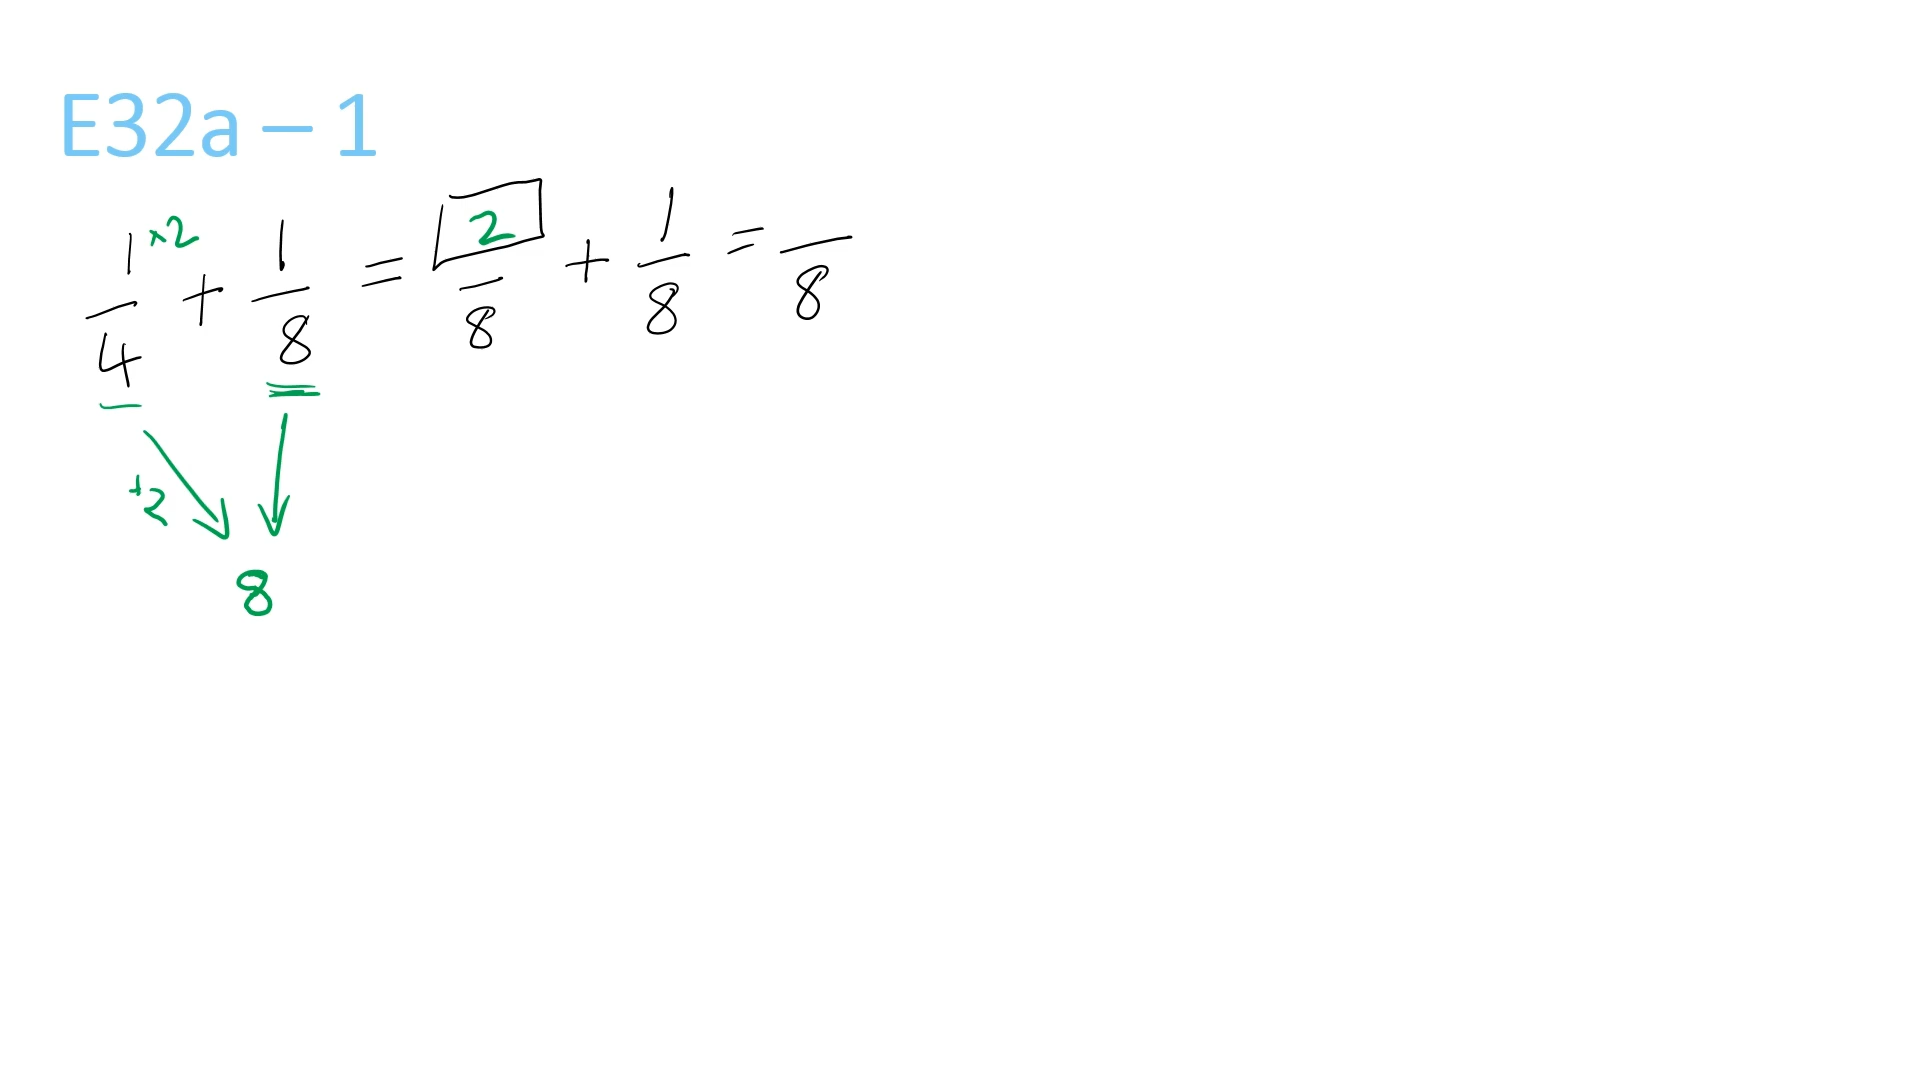 E32a – 1
1×2/4 + 1/8 = 2/8 + 1/8 = /8
×2
8